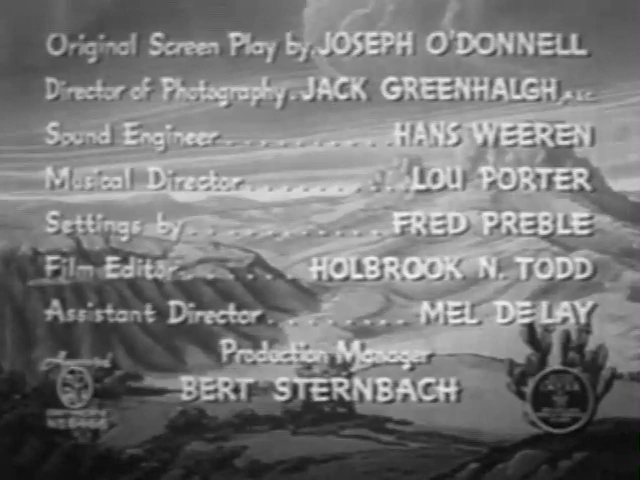 Original Screen Play by. JOSEPH O'DONNELL
Director of Photography. JACK GREENHALGH, A.S.C.
Sound Engineer.......... HANS WEEREN
Musical Director.......... LOU PORTER
Settings by............ FRED PREBLE
Film Editor....... HOLBROOK N. TODD
Assistant Director......... MEL DE LAY
Production Manager
BERT STERNBACH